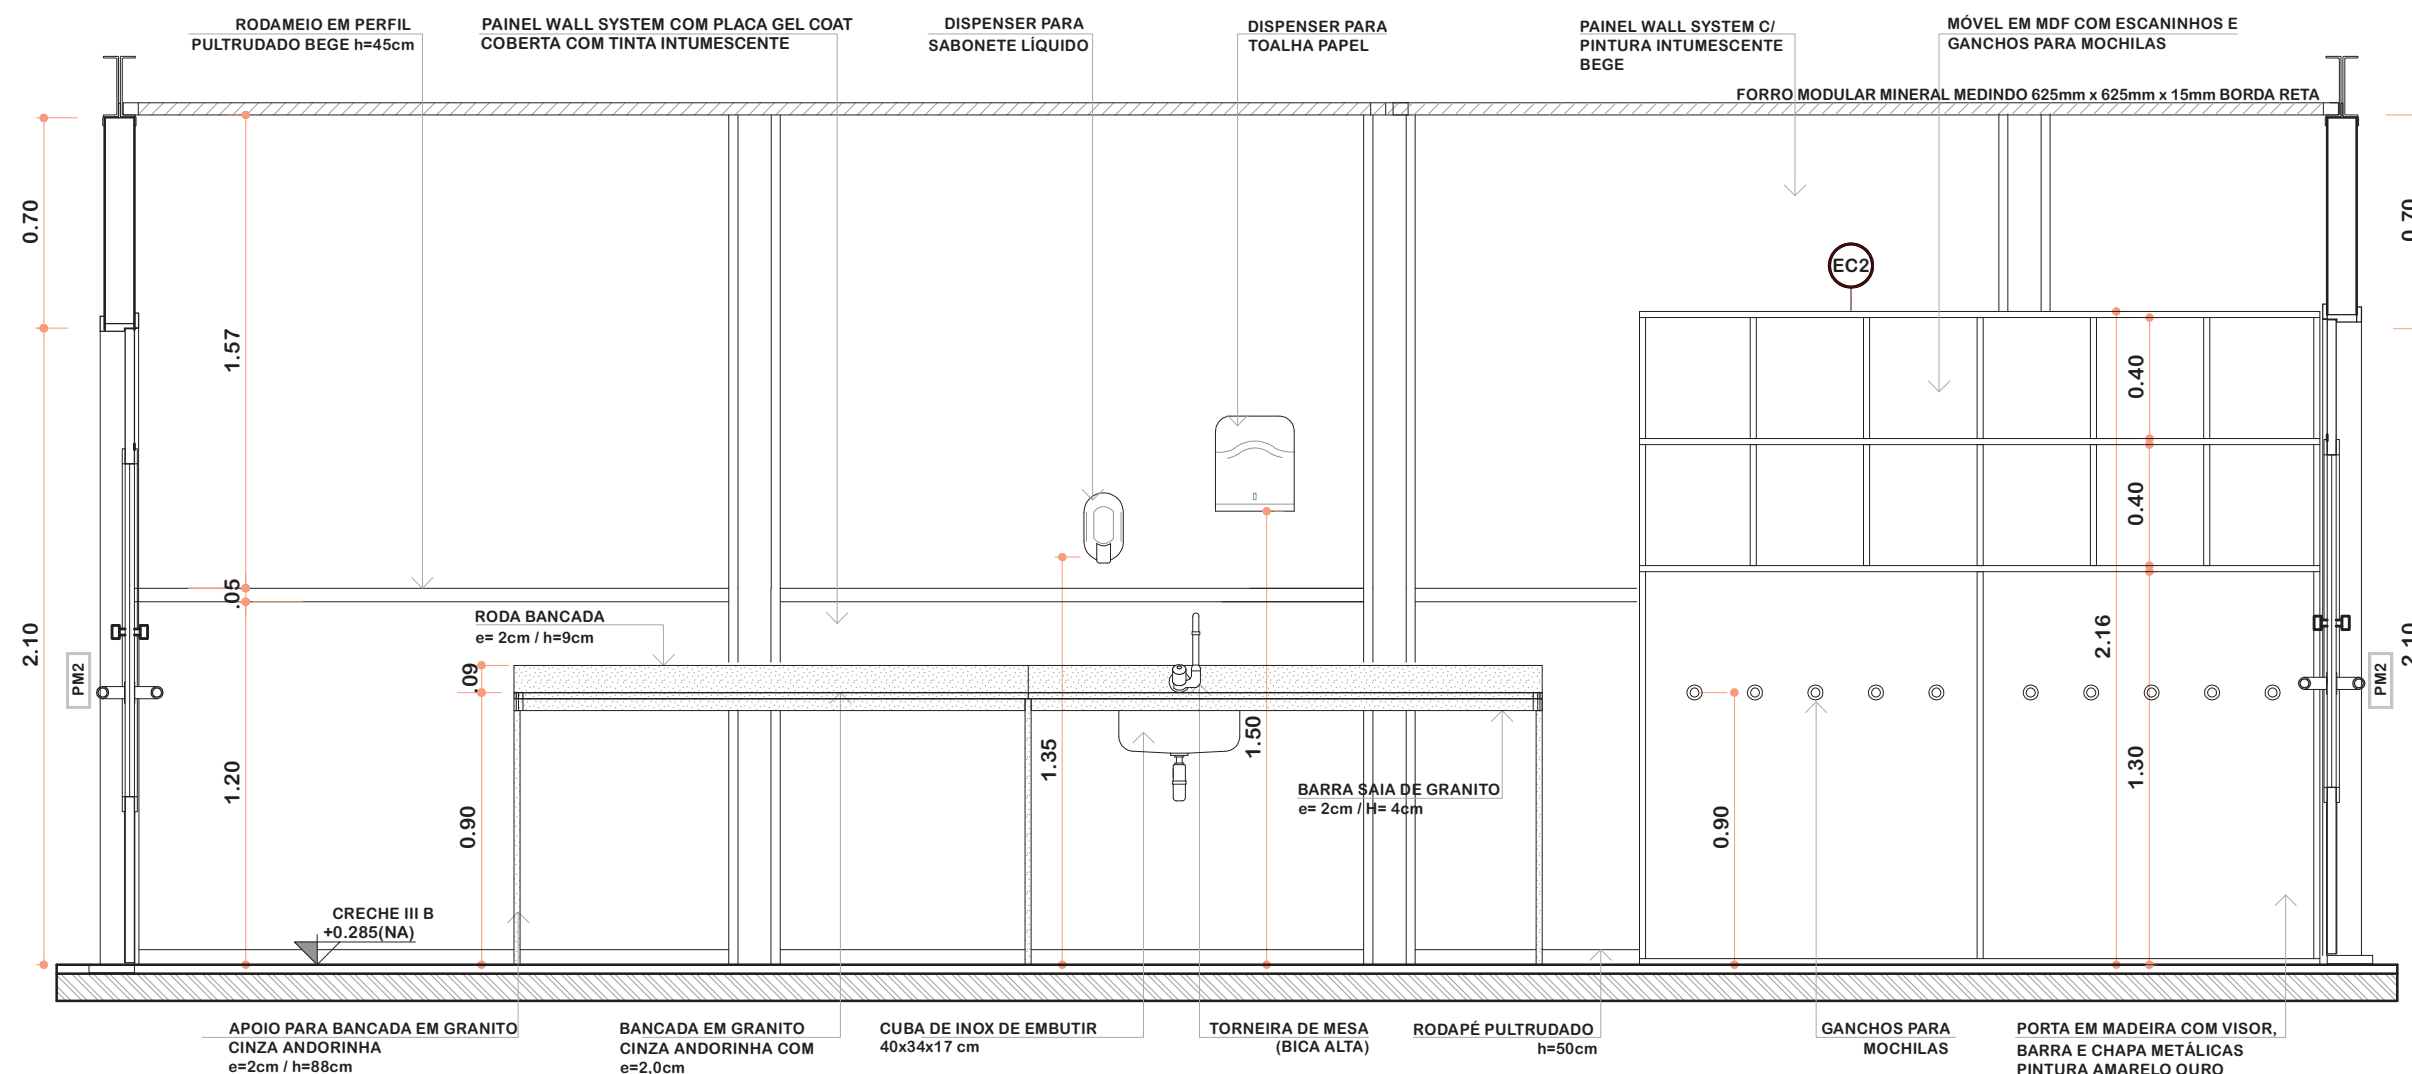 RODAMEIO EM PERFIL
PULTRUDADO BEGE h=45cm
PAINEL WALL SYSTEM COM PLACA GEL COAT
COBERTA COM TINTA INTUMESCENTE
DISPENSER PARA
SABONETE LÍQUIDO
DISPENSER PARA
TOALHA PAPEL
PAINEL WALL SYSTEM C/
PINTURA INTUMESCENTE
BEGE
MÓVEL EM MDF COM ESCANINHOS E
GANCHOS PARA MOCHILAS
FORRO MODULAR MINERAL MEDINDO 625mm x 625mm x 15mm BORDA RETA
0.70
0.70
EC2
1.57
0.40
0.40
.05
RODA BANCADA
e= 2cm / h=9cm
2.10
2.16
2.10
PM2
.09
PM2
1.20
0.90
1.35
1.50
BARRA SAIA DE GRANITO
e= 2cm / H= 4cm
0.90
1.30
CRECHE III B
+0.285(NA)
APOIO PARA BANCADA EM GRANITO
CINZA ANDORINHA
e=2cm / h=88cm
BANCADA EM GRANITO
CINZA ANDORINHA COM
e=2,0cm
CUBA DE INOX DE EMBUTIR
40x34x17 cm
TORNEIRA DE MESA
(BICA ALTA)
RODAPÉ PULTRUDADO
h=50cm
GANCHOS PARA
MOCHILAS
PORTA EM MADEIRA COM VISOR,
BARRA E CHAPA METÁLICAS
PINTURA AMARELO OURO